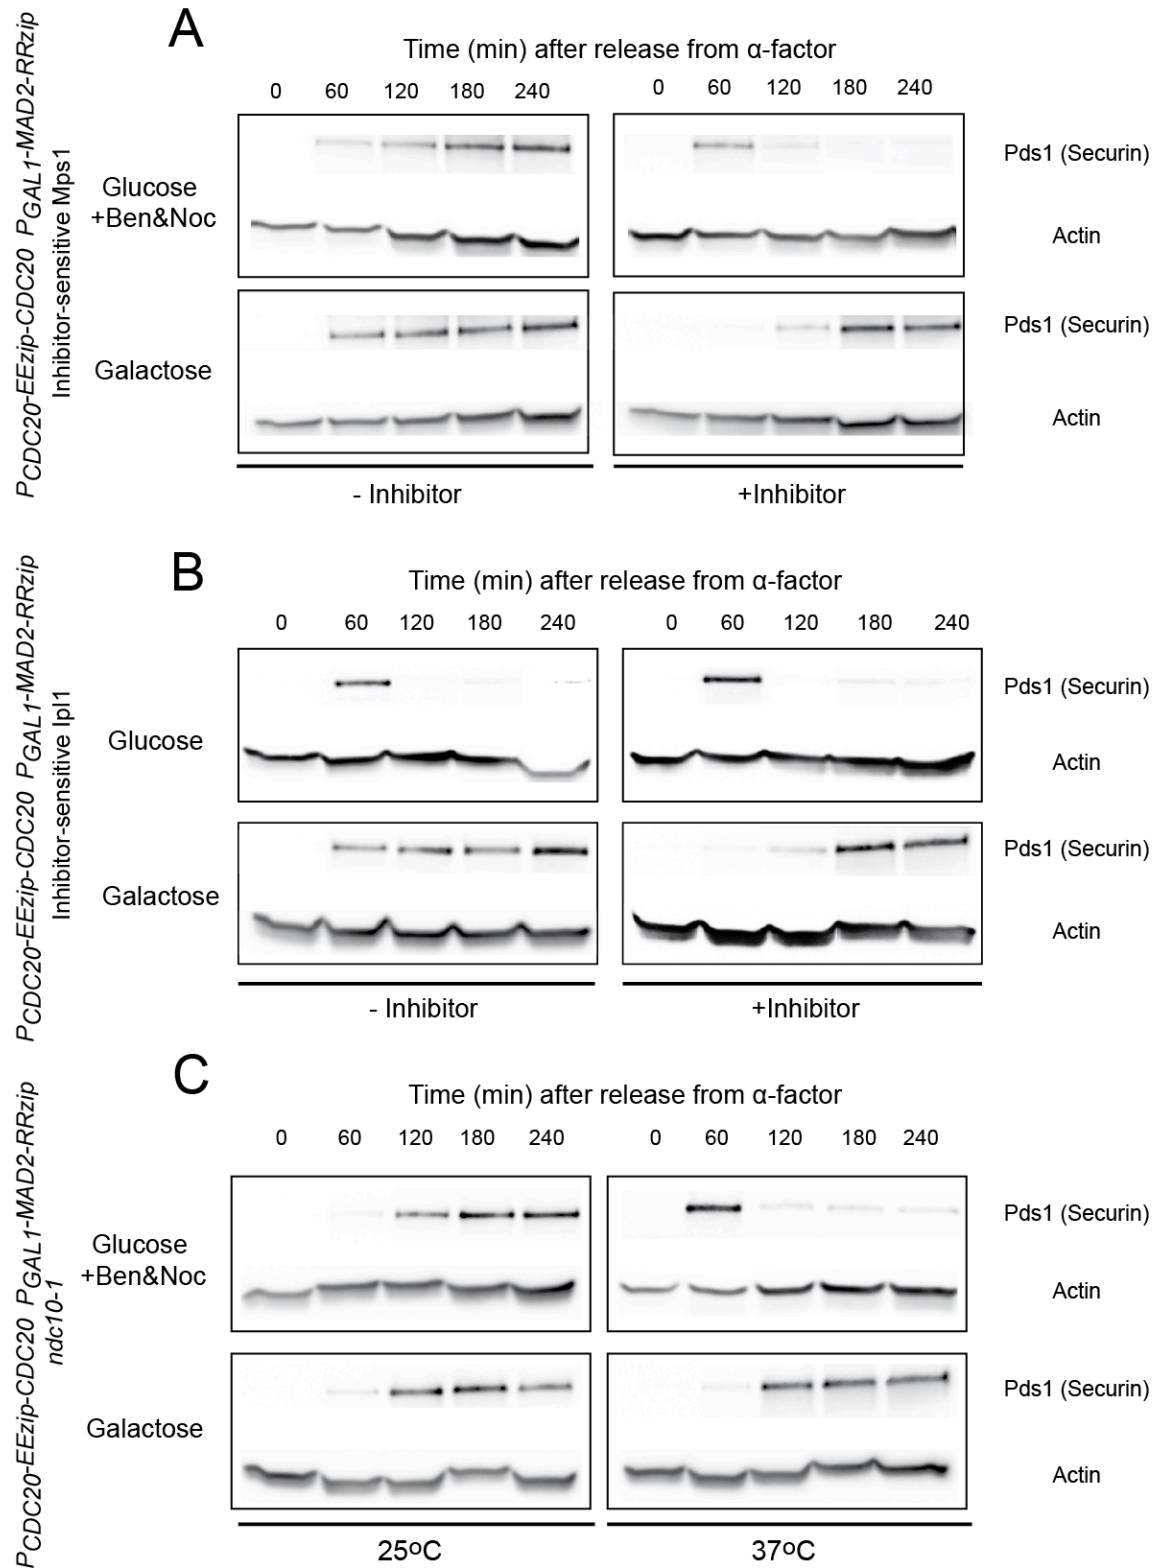 A
Time (min) after release from α-factor
0 60 120 180 240 0 60 120 180 240
PCDC20-EEzip-CDC20 PGAL1-MAD2-RRzip
Inhibitor-sensitive Mps1
Glucose
+Ben&Noc
Pds1 (Securin)
Actin
Galactose
Pds1 (Securin)
Actin
- Inhibitor +Inhibitor
B
Time (min) after release from α-factor
0 60 120 180 240 0 60 120 180 240
PCDC20-EEzip-CDC20 PGAL1-MAD2-RRzip
Inhibitor-sensitive Ipl1
Glucose
Pds1 (Securin)
Actin
Galactose
Pds1 (Securin)
Actin
- Inhibitor +Inhibitor
C
Time (min) after release from α-factor
0 60 120 180 240 0 60 120 180 240
PCDC20-EEzip-CDC20 PGAL1-MAD2-RRzip
ndc10-1
Glucose
+Ben&Noc
Pds1 (Securin)
Actin
Galactose
Pds1 (Securin)
Actin
25ºC 37ºC